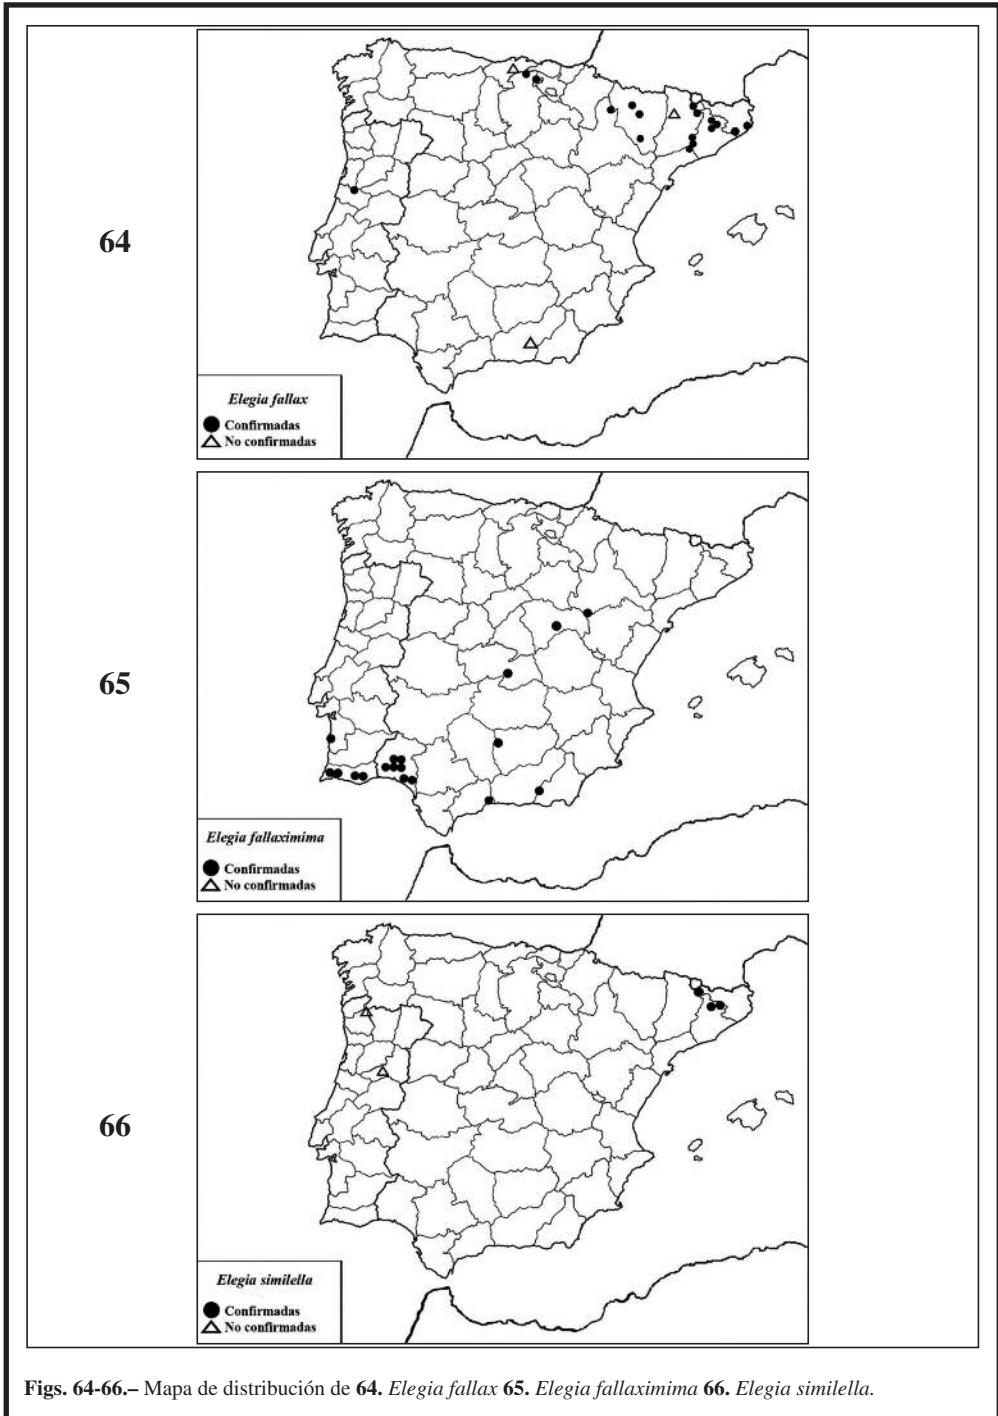 64
Elegia fallax
Confirmadas
No confirmadas
65
Elegia fallaximima
Confirmadas
No confirmadas
66
Elegia similella
Confirmadas
No confirmadas
Figs. 64-66.– Mapa de distribución de 64. Elegia fallax 65. Elegia fallaximima 66. Elegia similella.